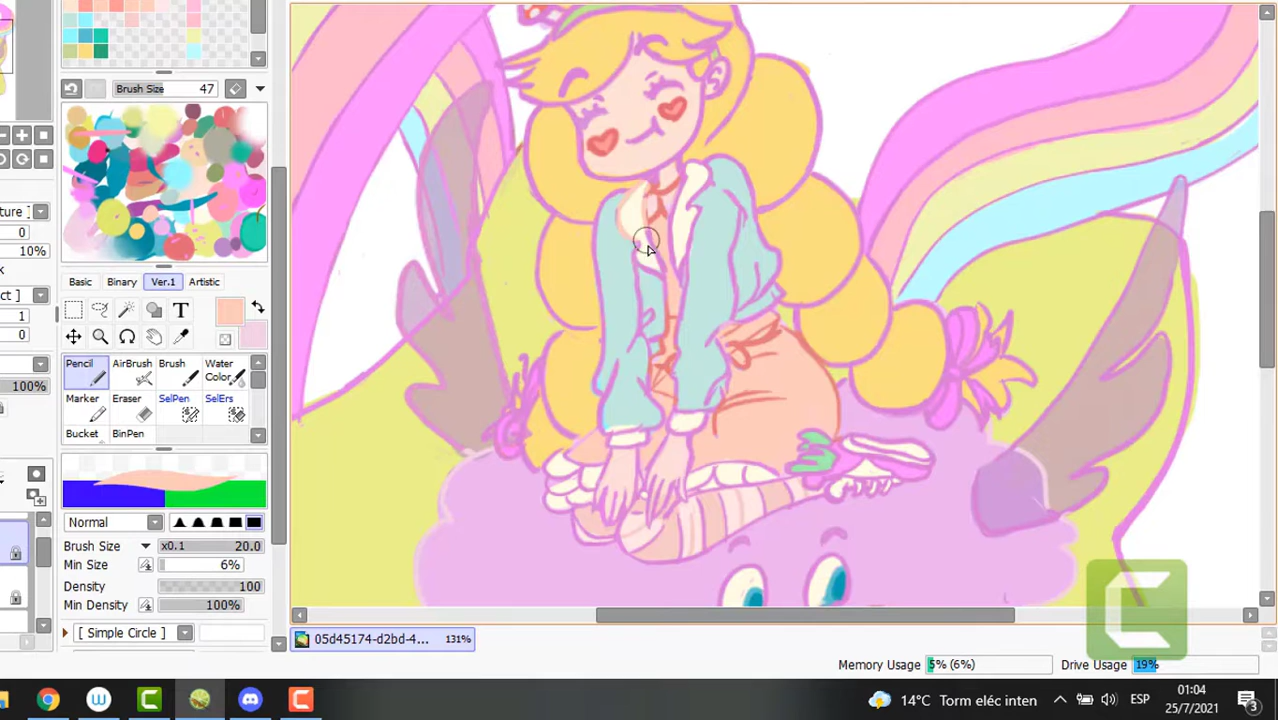 Brush Size 47
ture ]
0
10%
k
ect ]
1
0
100%
Basic Binary Ver.1 Artistic
T
Pencil AirBrush Brush Water Color
Marker Eraser SelPen SelErs
Bucket BinPen
Normal
Brush Size x0.1 20.0
Min Size 6%
Density 100
Min Density 100%
[ Simple Circle ]
05d45174-d2bd-4... 131%
Memory Usage 5% (6%) Drive Usage 19%
14°C Torm eléc inten ESP 01:04
25/7/2021 3